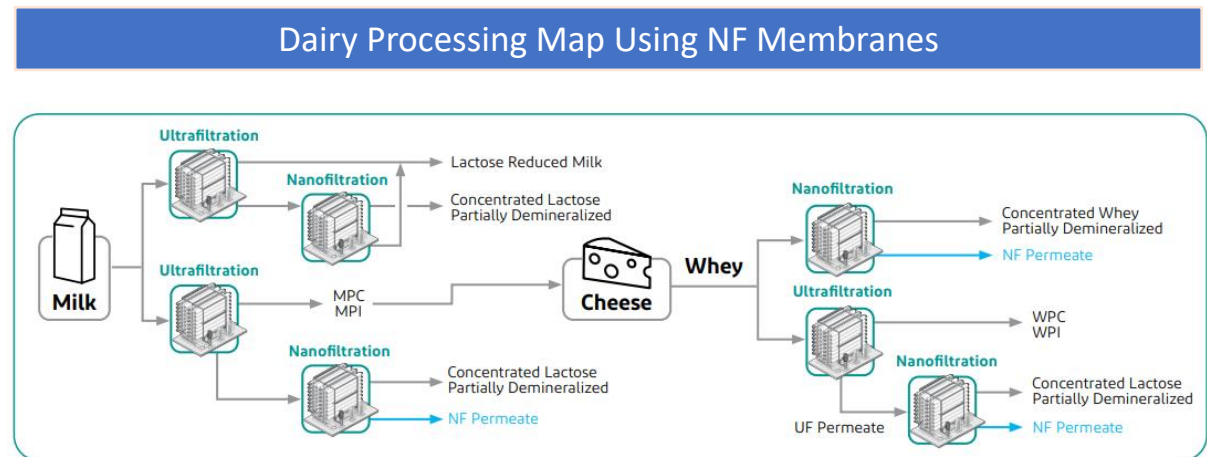 Dairy Processing Map Using NF Membranes
Ultrafiltration
Lactose Reduced Milk
Nanofiltration
Concentrated Lactose
Partially Demineralized
Milk
Ultrafiltration
MPC
MPI
Nanofiltration
Concentrated Lactose
Partially Demineralized
NF Permeate
Cheese
Whey
Nanofiltration
Concentrated Whey
Partially Demineralized
NF Permeate
Ultrafiltration
WPC
WPI
Nanofiltration
Concentrated Lactose
Partially Demineralized
UF Permeate
NF Permeate